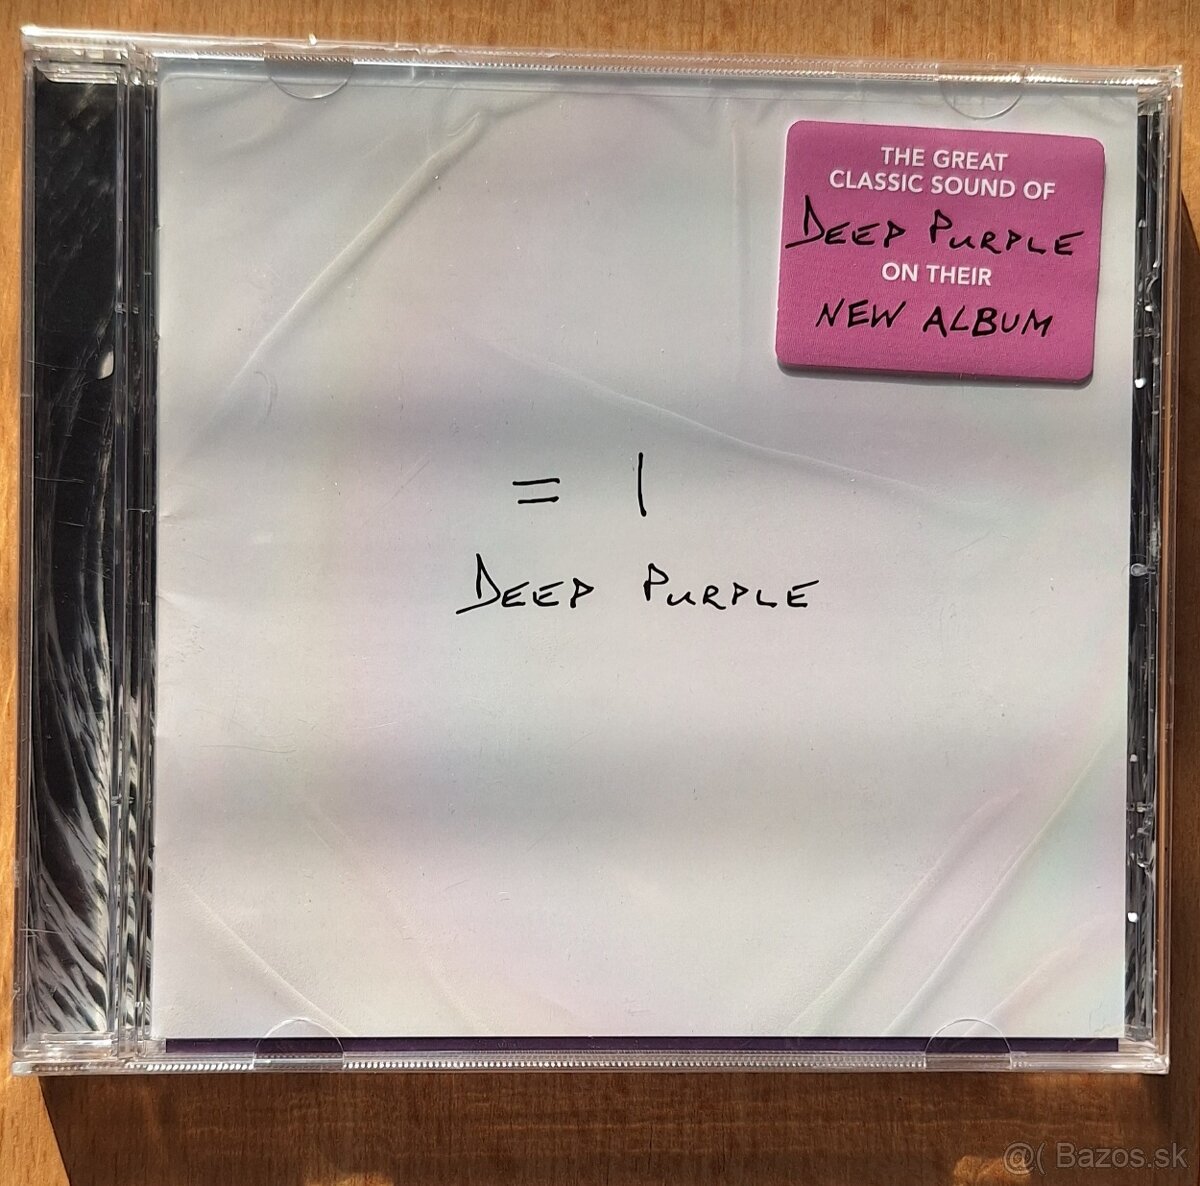 THE GREAT
CLASSIC SOUND OF
DEEP PURPLE
ON THEIR
NEW ALBUM
= 1
DEEP PURPLE
@( Bazos.sk